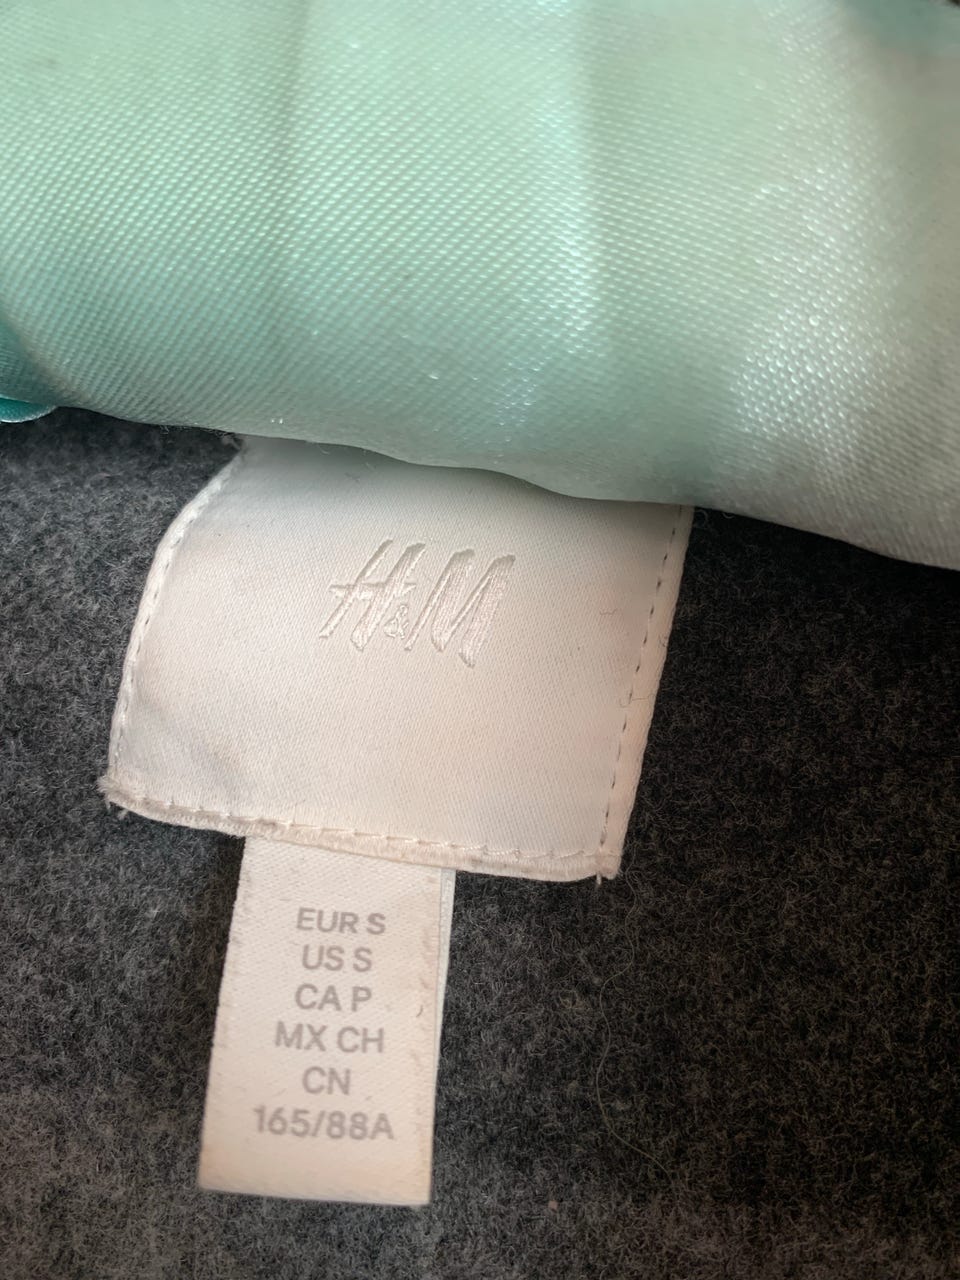 H&M
EUR S
US S
CA P
MX CH
CN
165/88A